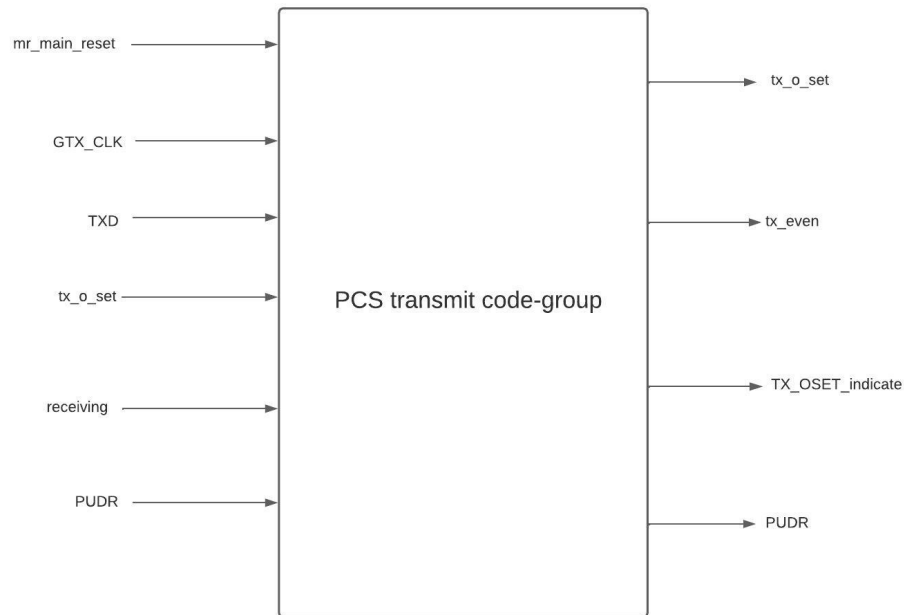 mr_main_reset
GTX_CLK
TXD
tx_o_set
receiving
PUDR
PCS transmit code-group
tx_o_set
tx_even
TX_OSET_indicate
PUDR